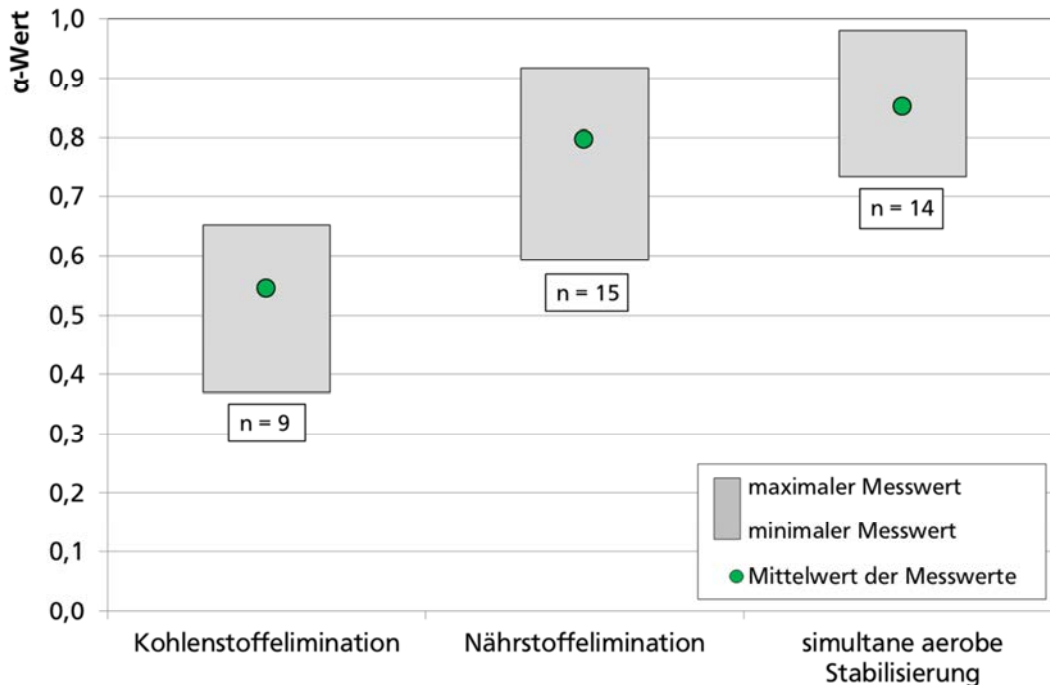 α-Wert
1,0
0,9
0,8
0,7
0,6
0,5
0,4
0,3
0,2
0,1
0,0
n = 9
n = 15
n = 14
maximaler Messwert
minimaler Messwert
Mittelwert der Messwerte
Kohlenstoffelimination
Nährstoffelimination
simultane aerobe
Stabilisierung